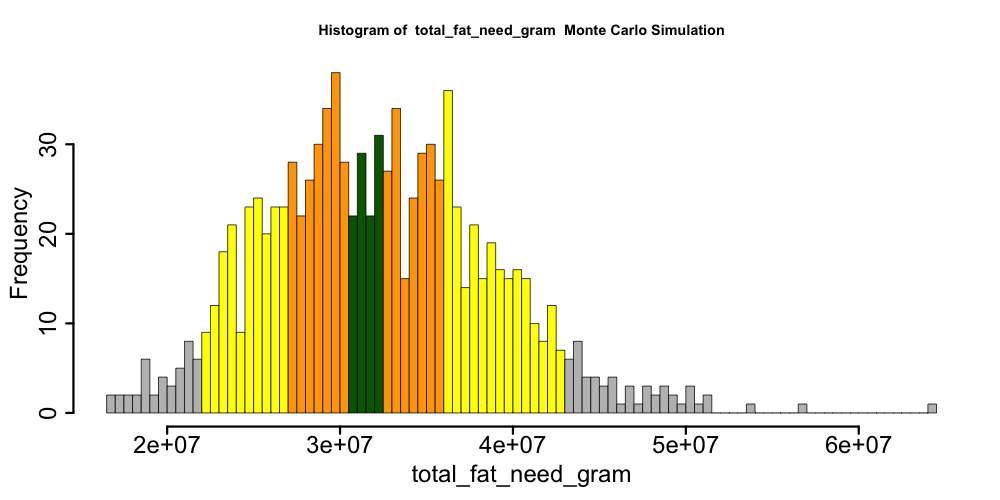 Histogram of  total_fat_need_gram  Monte Carlo Simulation
Frequency
30
20
10
0
2e+07 3e+07 4e+07 5e+07 6e+07
total_fat_need_gram